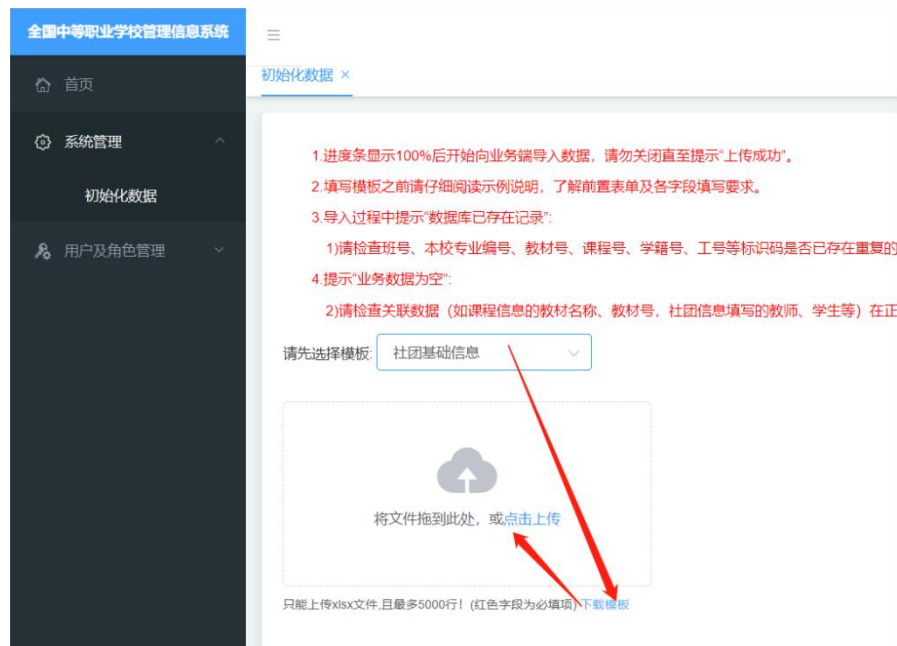 全国中等职业学校管理信息系统
首页
初始化数据 ×
系统管理
初始化数据
用户及角色管理
1.进度条显示100%后开始向业务端导入数据，请勿关闭直至提示“上传成功”。
2.填写模板之前请仔细阅读示例说明，了解前置表单及各字段填写要求。
3.导入过程中提示“数据库已存在记录”:
1)请检查班号、本校专业编号、教材号、课程号、学籍号、工号等标识码是否已存在重复的
4.提示“业务数据为空”:
2)请检查关联数据（如课程信息的教材名称、教材号，社团信息填写的教师、学生等）在正
请先选择模板: 社团基础信息
将文件拖到此处，或点击上传
只能上传xlsx文件,且最多5000行！(红色字段为必填项) 下载模板